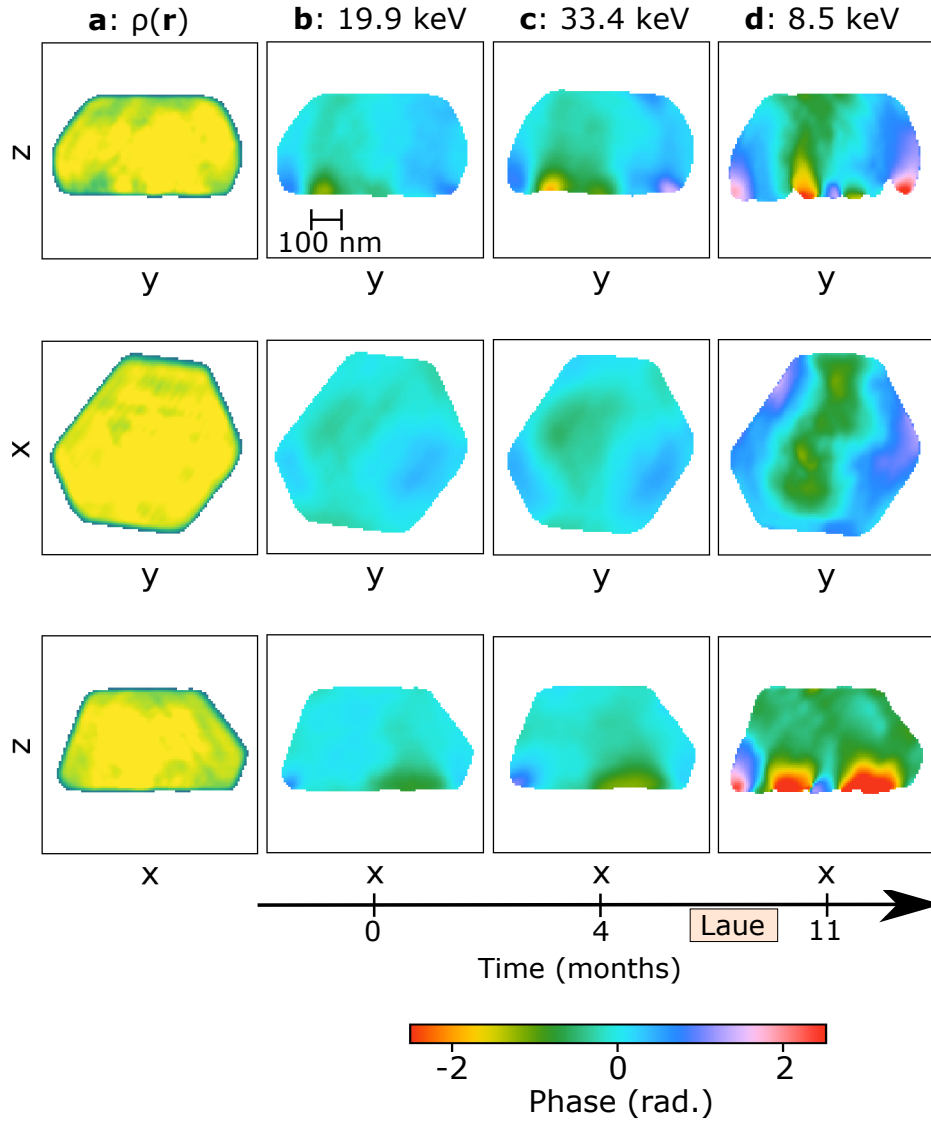 a: ρ(r) b: 19.9 keV c: 33.4 keV d: 8.5 keV
z
100 nm
y y y y
x
y y y y
z
x x x x
0 4 Laue 11
Time (months)
-2 0 2
Phase (rad.)